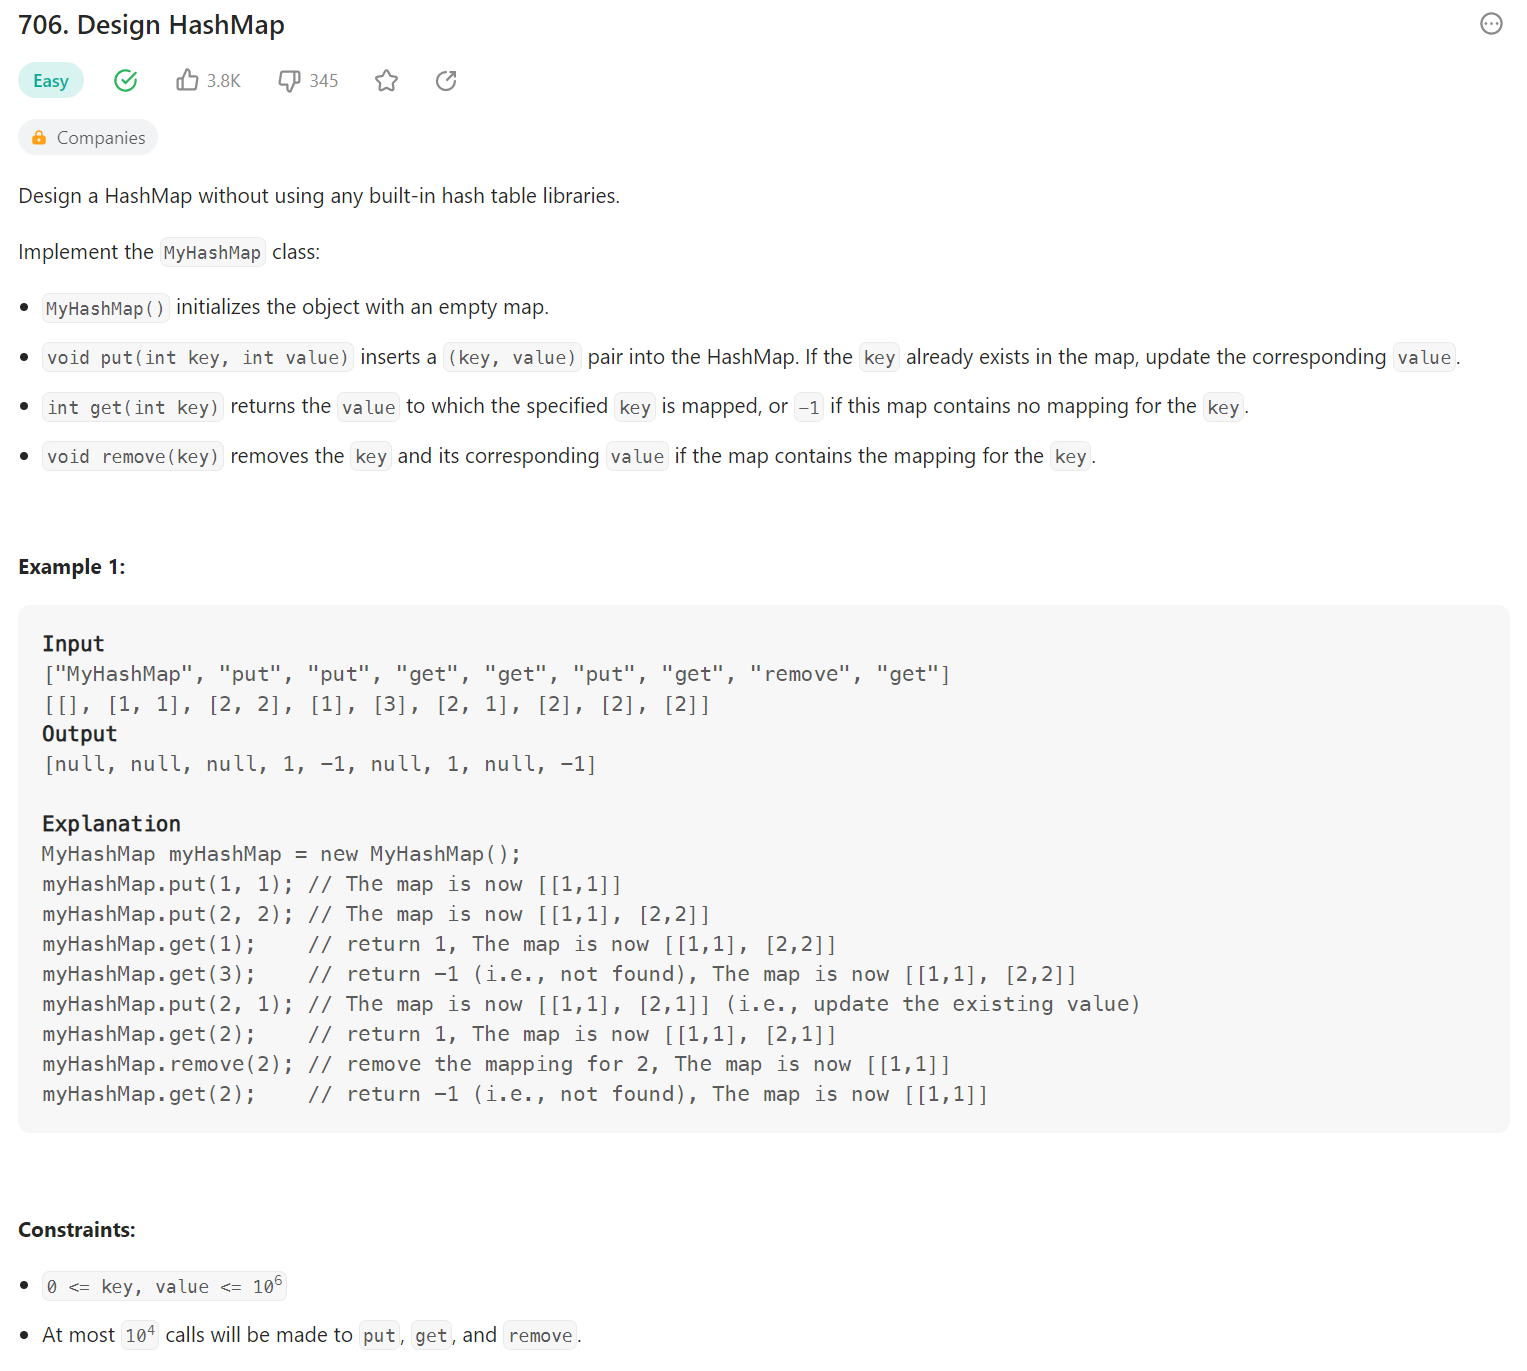 706. Design HashMap
Easy 3.8K 345
Companies
Design a HashMap without using any built-in hash table libraries.
Implement the MyHashMap class:
• MyHashMap() initializes the object with an empty map.
• void put(int key, int value) inserts a (key, value) pair into the HashMap. If the key already exists in the map, update the corresponding value.
• int get(int key) returns the value to which the specified key is mapped, or -1 if this map contains no mapping for the key.
• void remove(key) removes the key and its corresponding value if the map contains the mapping for the key.
Example 1:
Input
["MyHashMap", "put", "put", "get", "get", "put", "get", "remove", "get"]
[[], [1, 1], [2, 2], [1], [3], [2, 1], [2], [2], [2]]
Output
[null, null, null, 1, -1, null, 1, null, -1]
Explanation
MyHashMap myHashMap = new MyHashMap();
myHashMap.put(1, 1); // The map is now [[1,1]]
myHashMap.put(2, 2); // The map is now [[1,1], [2,2]]
myHashMap.get(1);    // return 1, The map is now [[1,1], [2,2]]
myHashMap.get(3);    // return -1 (i.e., not found), The map is now [[1,1], [2,2]]
myHashMap.put(2, 1); // The map is now [[1,1], [2,1]] (i.e., update the existing value)
myHashMap.get(2);    // return 1, The map is now [[1,1], [2,1]]
myHashMap.remove(2); // remove the mapping for 2, The map is now [[1,1]]
myHashMap.get(2);    // return -1 (i.e., not found), The map is now [[1,1]]
Constraints:
• 0 <= key, value <= 10⁶
• At most 10⁴ calls will be made to put, get, and remove.